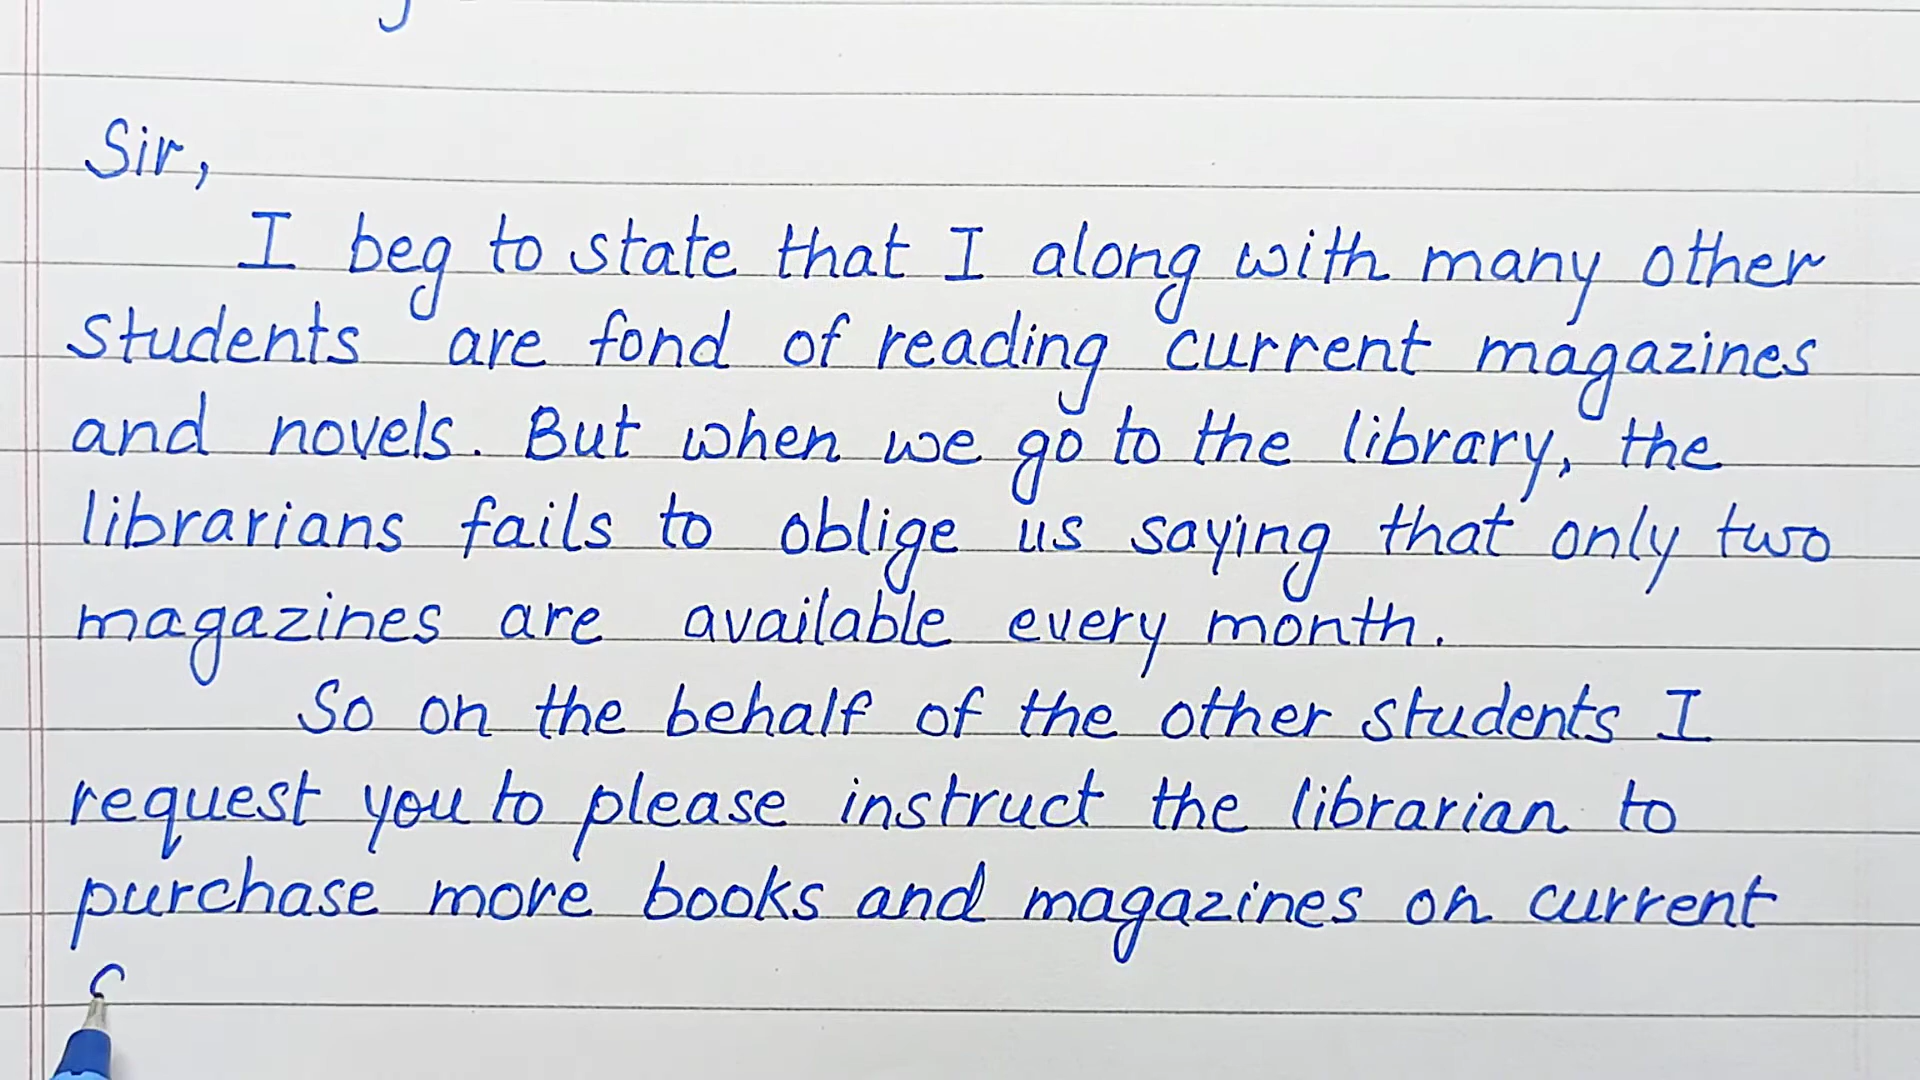 Sir,
I beg to state that I along with many other
students are fond of reading current magazines
and novels. But when we go to the library, the
librarians fails to oblige us saying that only two
magazines are available every month.
So on the behalf of the other students I
request you to please instruct the librarian to
purchase more books and magazines on current